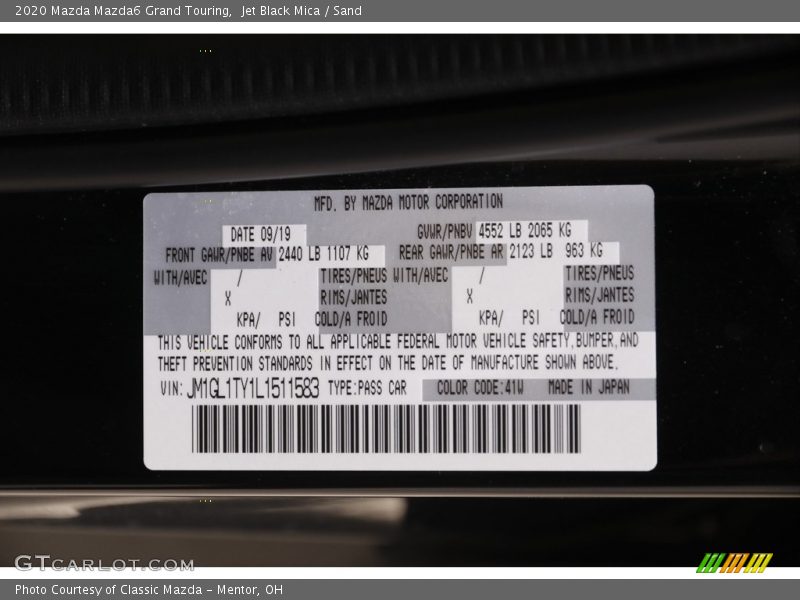 2020 Mazda Mazda6 Grand Touring, Jet Black Mica / Sand
MFD. BY MAZDA MOTOR CORPORATION
DATE 09/19 GVWR/PNBV 4552 LB 2065 KG
FRONT GAWR/PNBE AV 2440 LB 1107 KG REAR GAWR/PNBE AR 2123 LB 963 KG
WITH/AVEC / TIRES/PNEUS WITH/AVEC / TIRES/PNEUS
X RIMS/JANTES X RIMS/JANTES
KPA/ PSI COLD/A FROID KPA/ PSI COLD/A FROID
THIS VEHICLE CONFORMS TO ALL APPLICABLE FEDERAL MOTOR VEHICLE SAFETY,BUMPER,AND
THEFT PREVENTION STANDARDS IN EFFECT ON THE DATE OF MANUFACTURE SHOWN ABOVE.
VIN: JM1GL1TY1L1511583 TYPE:PASS CAR COLOR CODE:41W MADE IN JAPAN
GTCARLOT.COM
Photo Courtesy of Classic Mazda - Mentor, OH